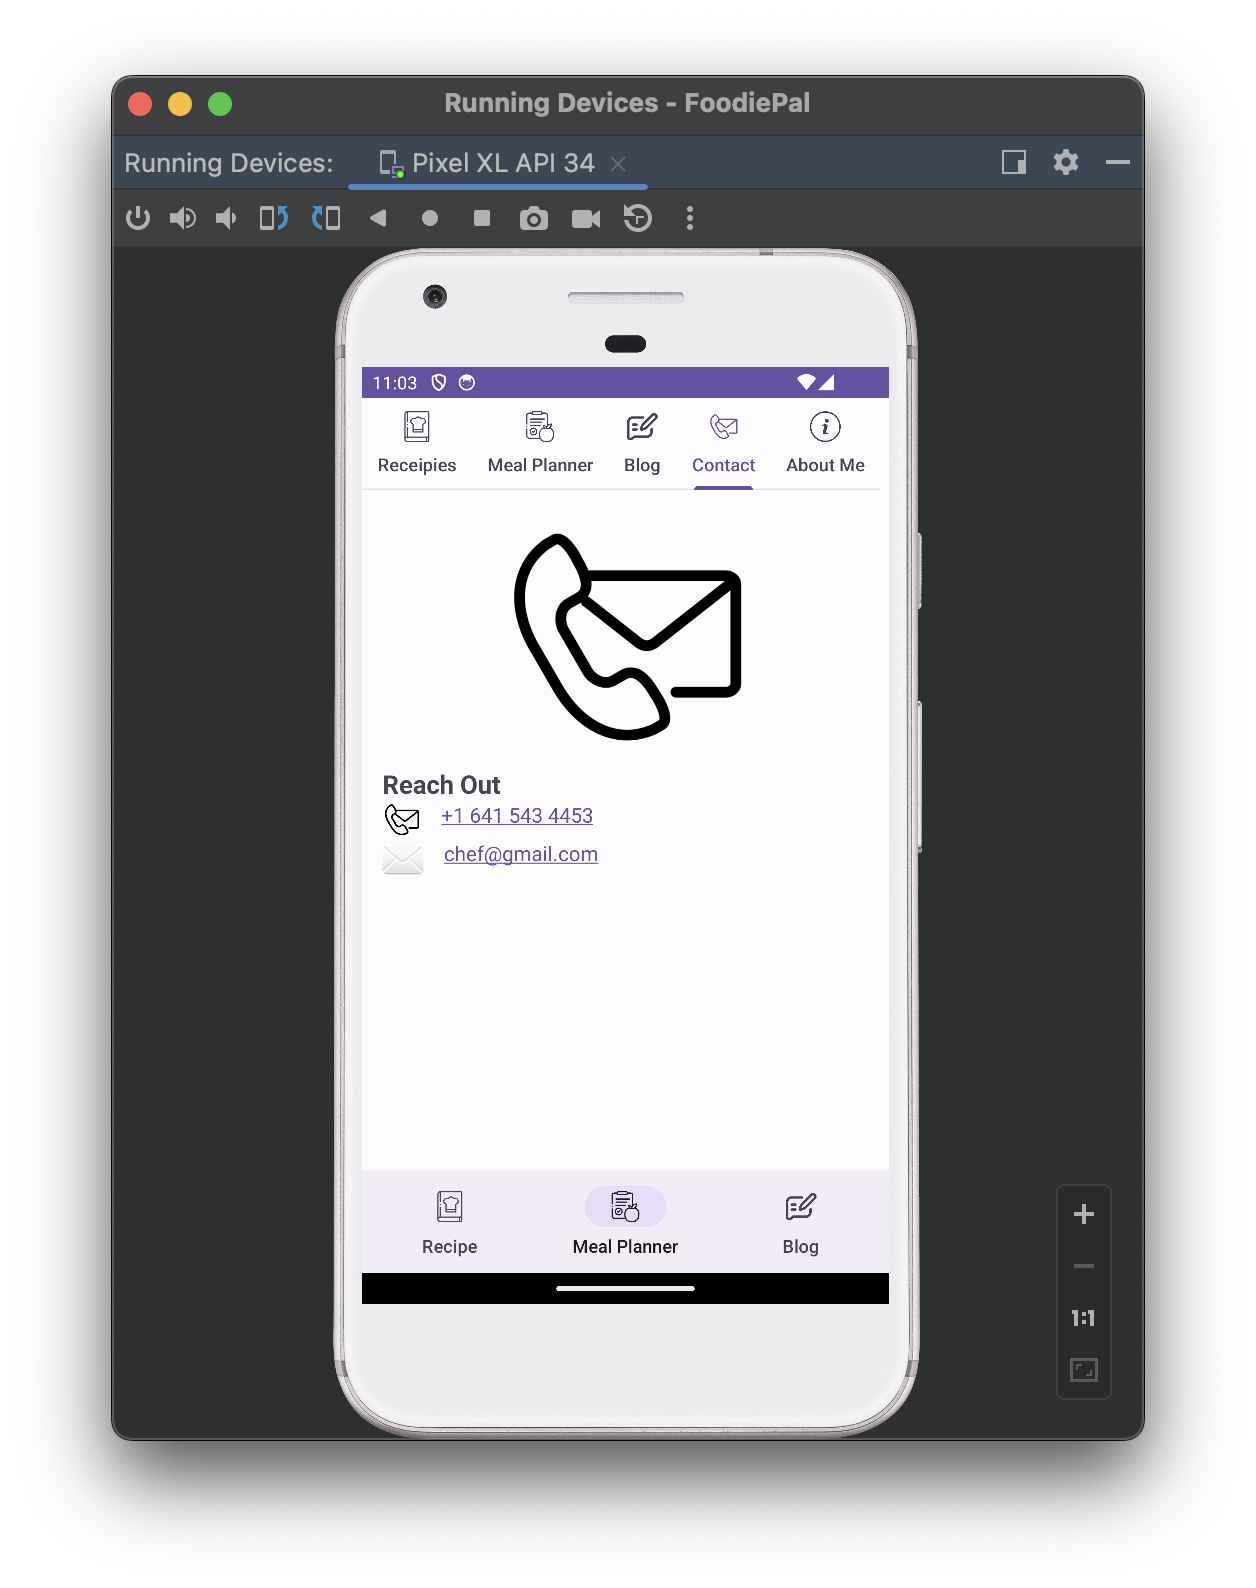 Running Devices - FoodiePal
Running Devices: Pixel XL API 34
11:03
Receipies Meal Planner Blog Contact About Me
Reach Out
+1 641 543 4453
chef@gmail.com
Recipe Meal Planner Blog
1:1